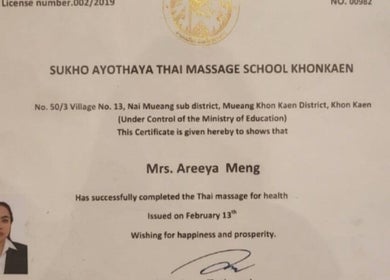 License number.002/2019
NO. 00982
SUKHO AYOTHAYA THAI MASSAGE SCHOOL KHONKAEN
No. 50/3 Village No. 13, Nai Mueang sub district, Mueang Khon Kaen District, Khon Kaen
(Under Control of the Ministry of Education)
This Certificate is given hereby to shows that
Mrs. Areeya Meng
Has successfully completed the Thai massage for health
Issued on February 13th
Wishing for happiness and prosperity.